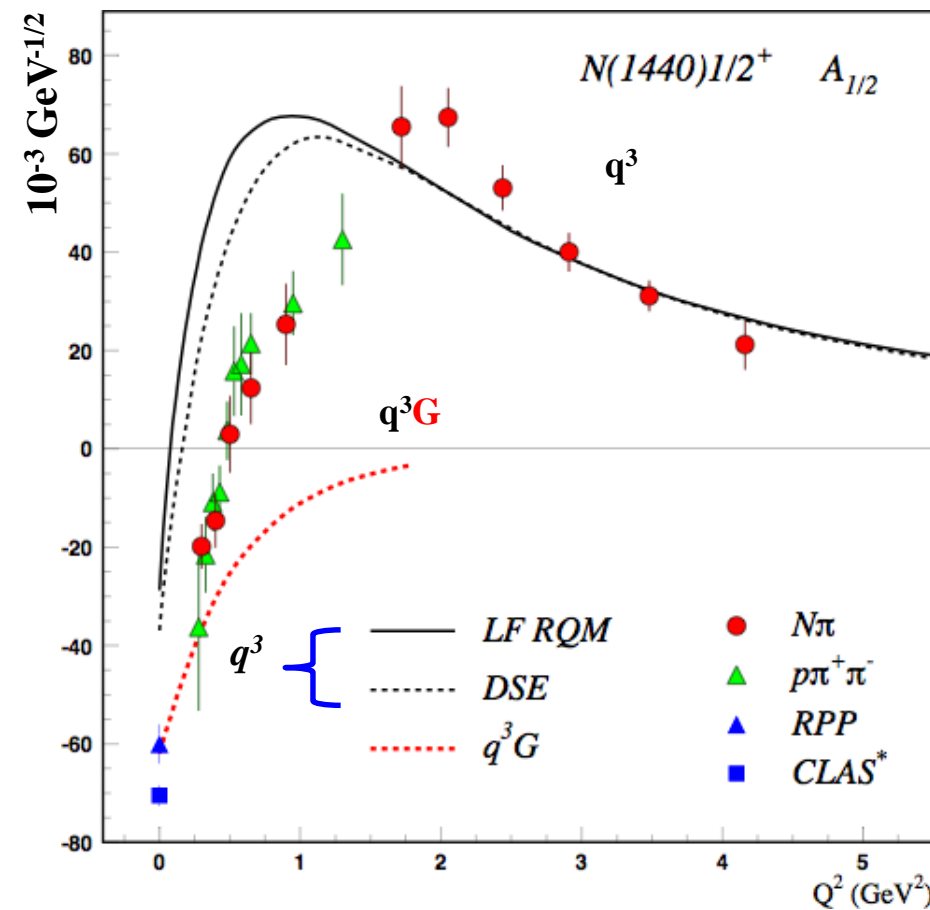 10⁻³ GeV⁻¹/²
80
60
40
20
0
-20
-40
-60
-80
N(1440)1/2⁺ A₁/₂
q³
q³G
q³
LF RQM
DSE
q³G
Nπ
pπ⁺π⁻
RPP
CLAS*
0 1 2 3 4 5
Q² (GeV²)